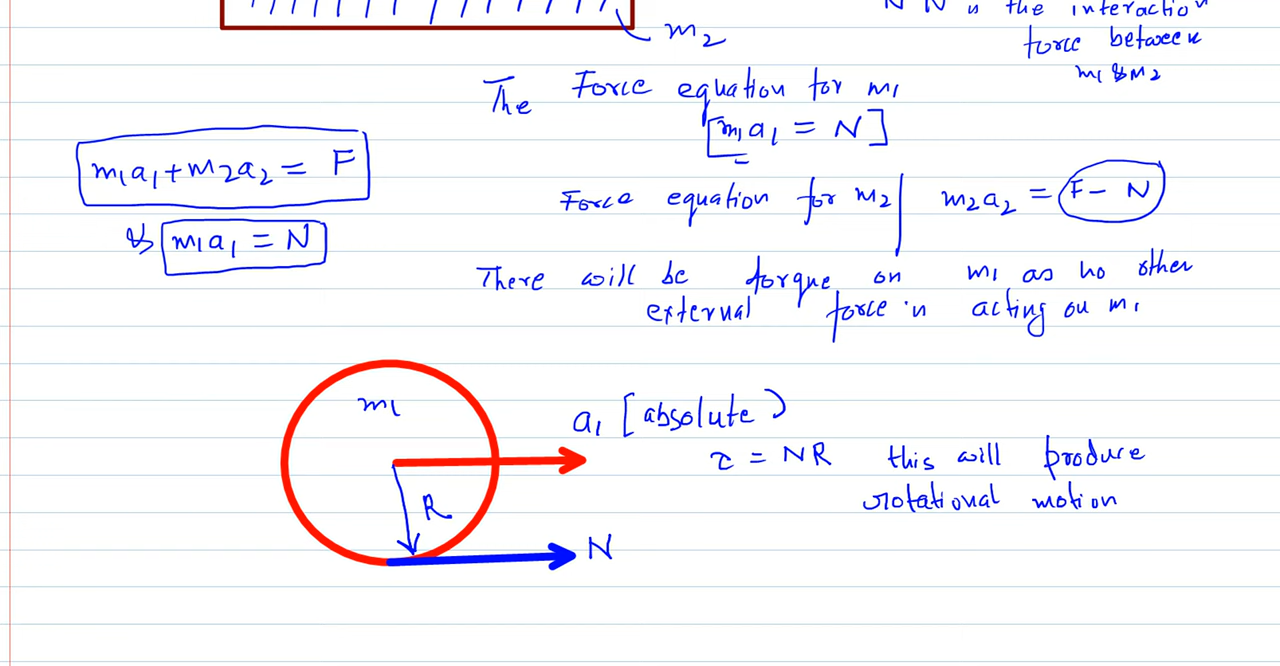 m2
N N is the interaction
force between
m1 & m2
The Force equation for m1
[m1a1 = N]
m1a1 + m2a2 = F
& m1a1 = N
Force equation for m2 | m2a2 = F - N
There will be torque on m1 as no other
external force in acting on m1
m1
a1 [absolute)
τ = NR this will produce
rotational motion
R
N